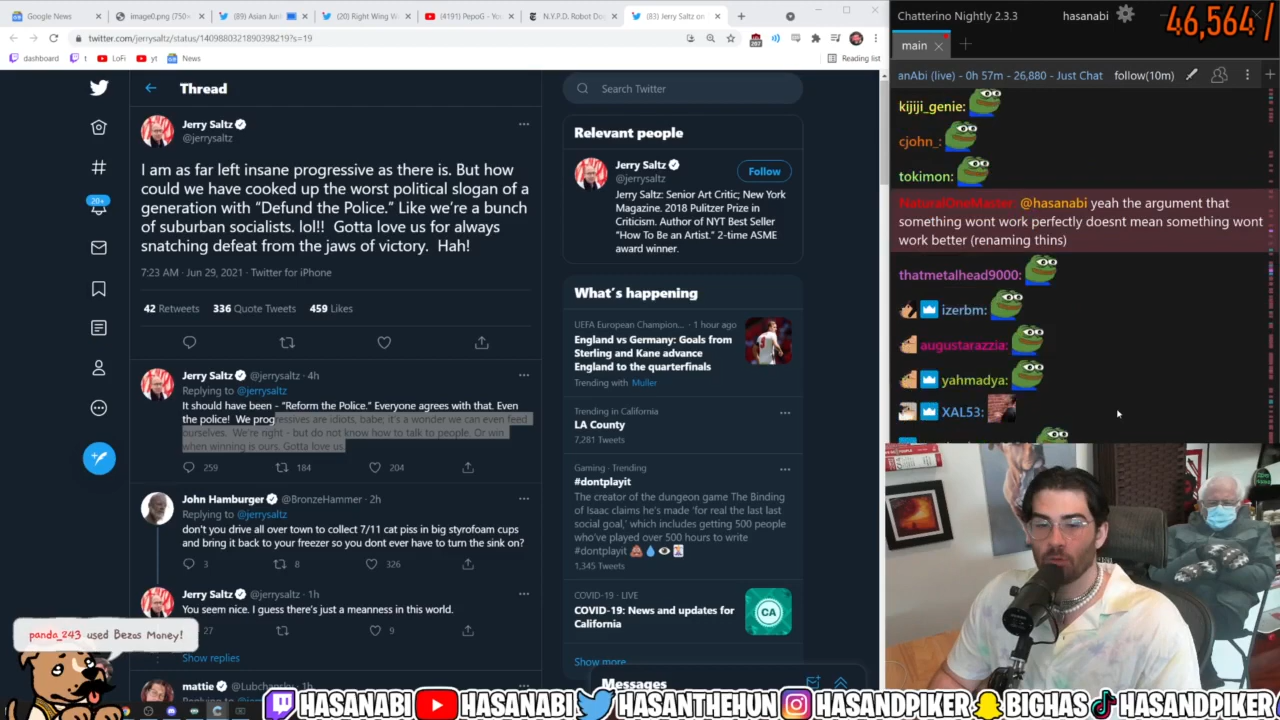 Google News
image0.png (750
(89) Asian Jun
(20) Right Wing W
(4191) PepoG - Y
N.Y.P.D. Robot Do
(83) Jerry Saltz on
twitter.com/jerrysaltz/status/1409880321890398219?s=19
dashboard
t
LoFi
yt
News
Reading list
Thread
Search Twitter
Jerry Saltz
@jerrysaltz
I am as far left insane progressive as there is. But how
could we have cooked up the worst political slogan of a
generation with “Defund the Police.” Like we’re a bunch
of suburban socialists. lol!! Gotta love us for always
snatching defeat from the jaws of victory. Hah!
7:23 AM · Jun 29, 2021 · Twitter for iPhone
42 Retweets 336 Quote Tweets 459 Likes
20+
Jerry Saltz @jerrysaltz · 4h
Replying to @jerrysaltz
It should have been - “Reform the Police.” Everyone agrees with that. Even
the police! We progressives are idiots, babe; it's a wonder we can even feed
ourselves. We're right - but do not know how to talk to people. Or win
when winning is ours. Gotta love us.
259 184 204
John Hamburger @BronzeHammer · 2h
Replying to @jerrysaltz
don't you drive all over town to collect 7/11 cat piss in big styrofoam cups
and bring it back to your freezer so you dont ever have to turn the sink on?
3 8 326
Jerry Saltz @jerrysaltz · 1h
You seem nice. I guess there's just a meanness in this world.
27 9
Show replies
mattie @Lubchansky · 1h
Relevant people
Jerry Saltz
@jerrysaltz
Follow
Jerry Saltz: Senior Art Critic; New York
Magazine. 2018 Pulitzer Prize in
Criticism. Author of NYT Best Seller
"How To Be an Artist." 2-time ASME
award winner.
What's happening
UEFA European Champion... · 1 hour ago
England vs Germany: Goals from
Sterling and Kane advance
England to the quarterfinals
Trending with Muller
Trending in California
LA County
7,281 Tweets
Gaming · Trending
#dontplayit
The creator of the dungeon game The Binding
of Isaac claims he's made 'for real the last last
social goal,' which includes getting 500 people
who've played over 500 hours to write
#dontplayit
1,345 Tweets
COVID-19 · LIVE
COVID-19: News and updates for
California
Show more
Messages
Chatterino Nightly 2.3.3
hasanabi
46,564 /
main
anAbi (live) - 0h 57m - 26,880 - Just Chat
follow(10m)
kijiji_genie:
cjohn_:
tokimon:
NaturalOneMaster: @hasanabi yeah the argument that
something wont work perfectly doesnt mean something wont
work better (renaming thins)
thatmetalhead9000:
izerbm:
augustarazzia:
yahmadya:
XAL53:
panda_243 used Bezos Money!
HASANABI HASANABI HASANTHEHUN HASANDPIKER BIGHAS HASANDPIKER